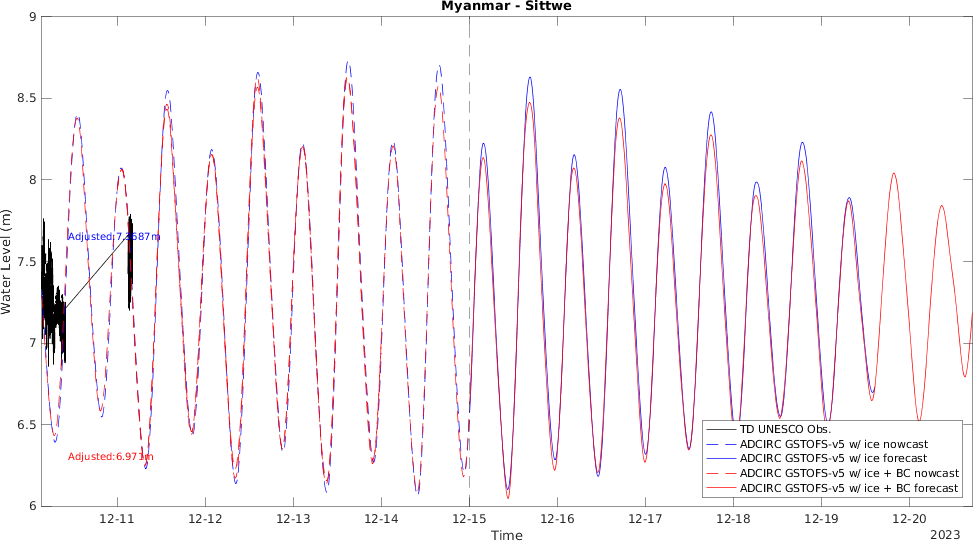 Myanmar - Sittwe
9
8.5
8
7.5
7
6.5
6
Water Level (m)
Adjusted:7.1687m
Adjusted:6.971m
TD UNESCO Obs.
ADCIRC GSTOFS-v5 w/ ice nowcast
ADCIRC GSTOFS-v5 w/ ice forecast
ADCIRC GSTOFS-v5 w/ ice + BC nowcast
ADCIRC GSTOFS-v5 w/ ice + BC forecast
12-11
12-12
12-13
12-14
12-15
12-16
12-17
12-18
12-19
12-20
Time
2023